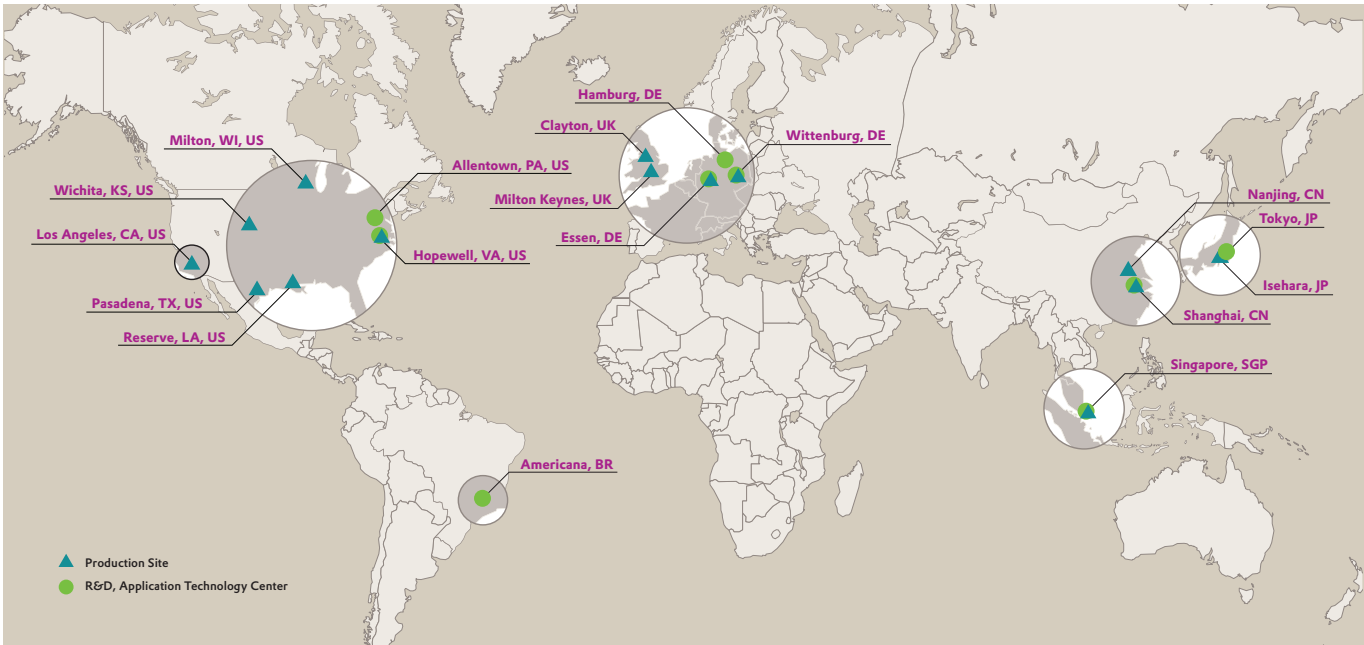 Hamburg, DE
Clayton, UK
Wittenburg, DE
Milton, WI, US
Allentown, PA, US
Wichita, KS, US
Milton Keynes, UK
Nanjing, CN
Tokyo, JP
Los Angeles, CA, US
Essen, DE
Hopewell, VA, US
Isehara, JP
Pasadena, TX, US
Shanghai, CN
Reserve, LA, US
Singapore, SGP
Americana, BR
Production Site
R&D, Application Technology Center